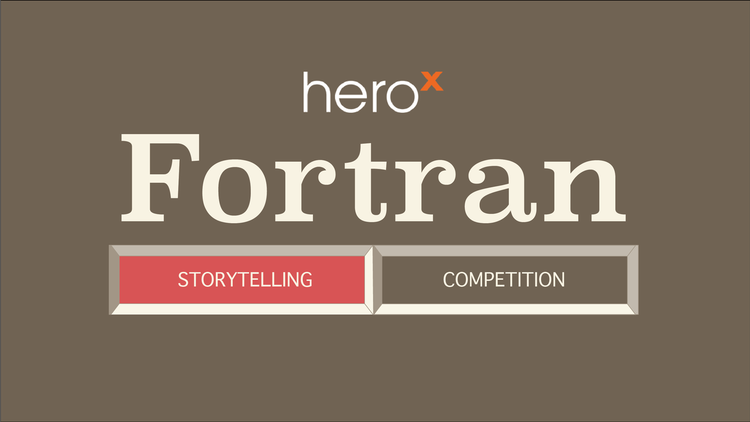 herox
Fortran
STORYTELLING COMPETITION